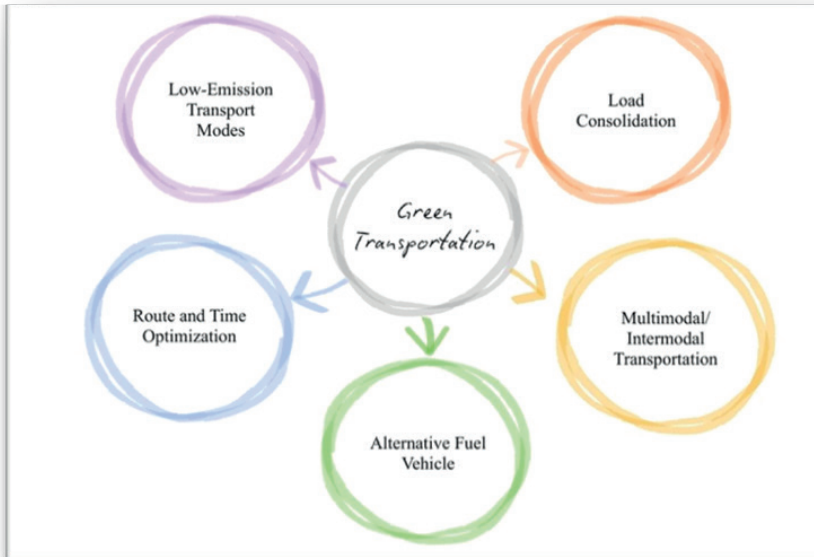 Low-Emission
Transport
Modes
Load
Consolidation
Green
Transportation
Route and Time
Optimization
Multimodal/
Intermodal
Transportation
Alternative Fuel
Vehicle